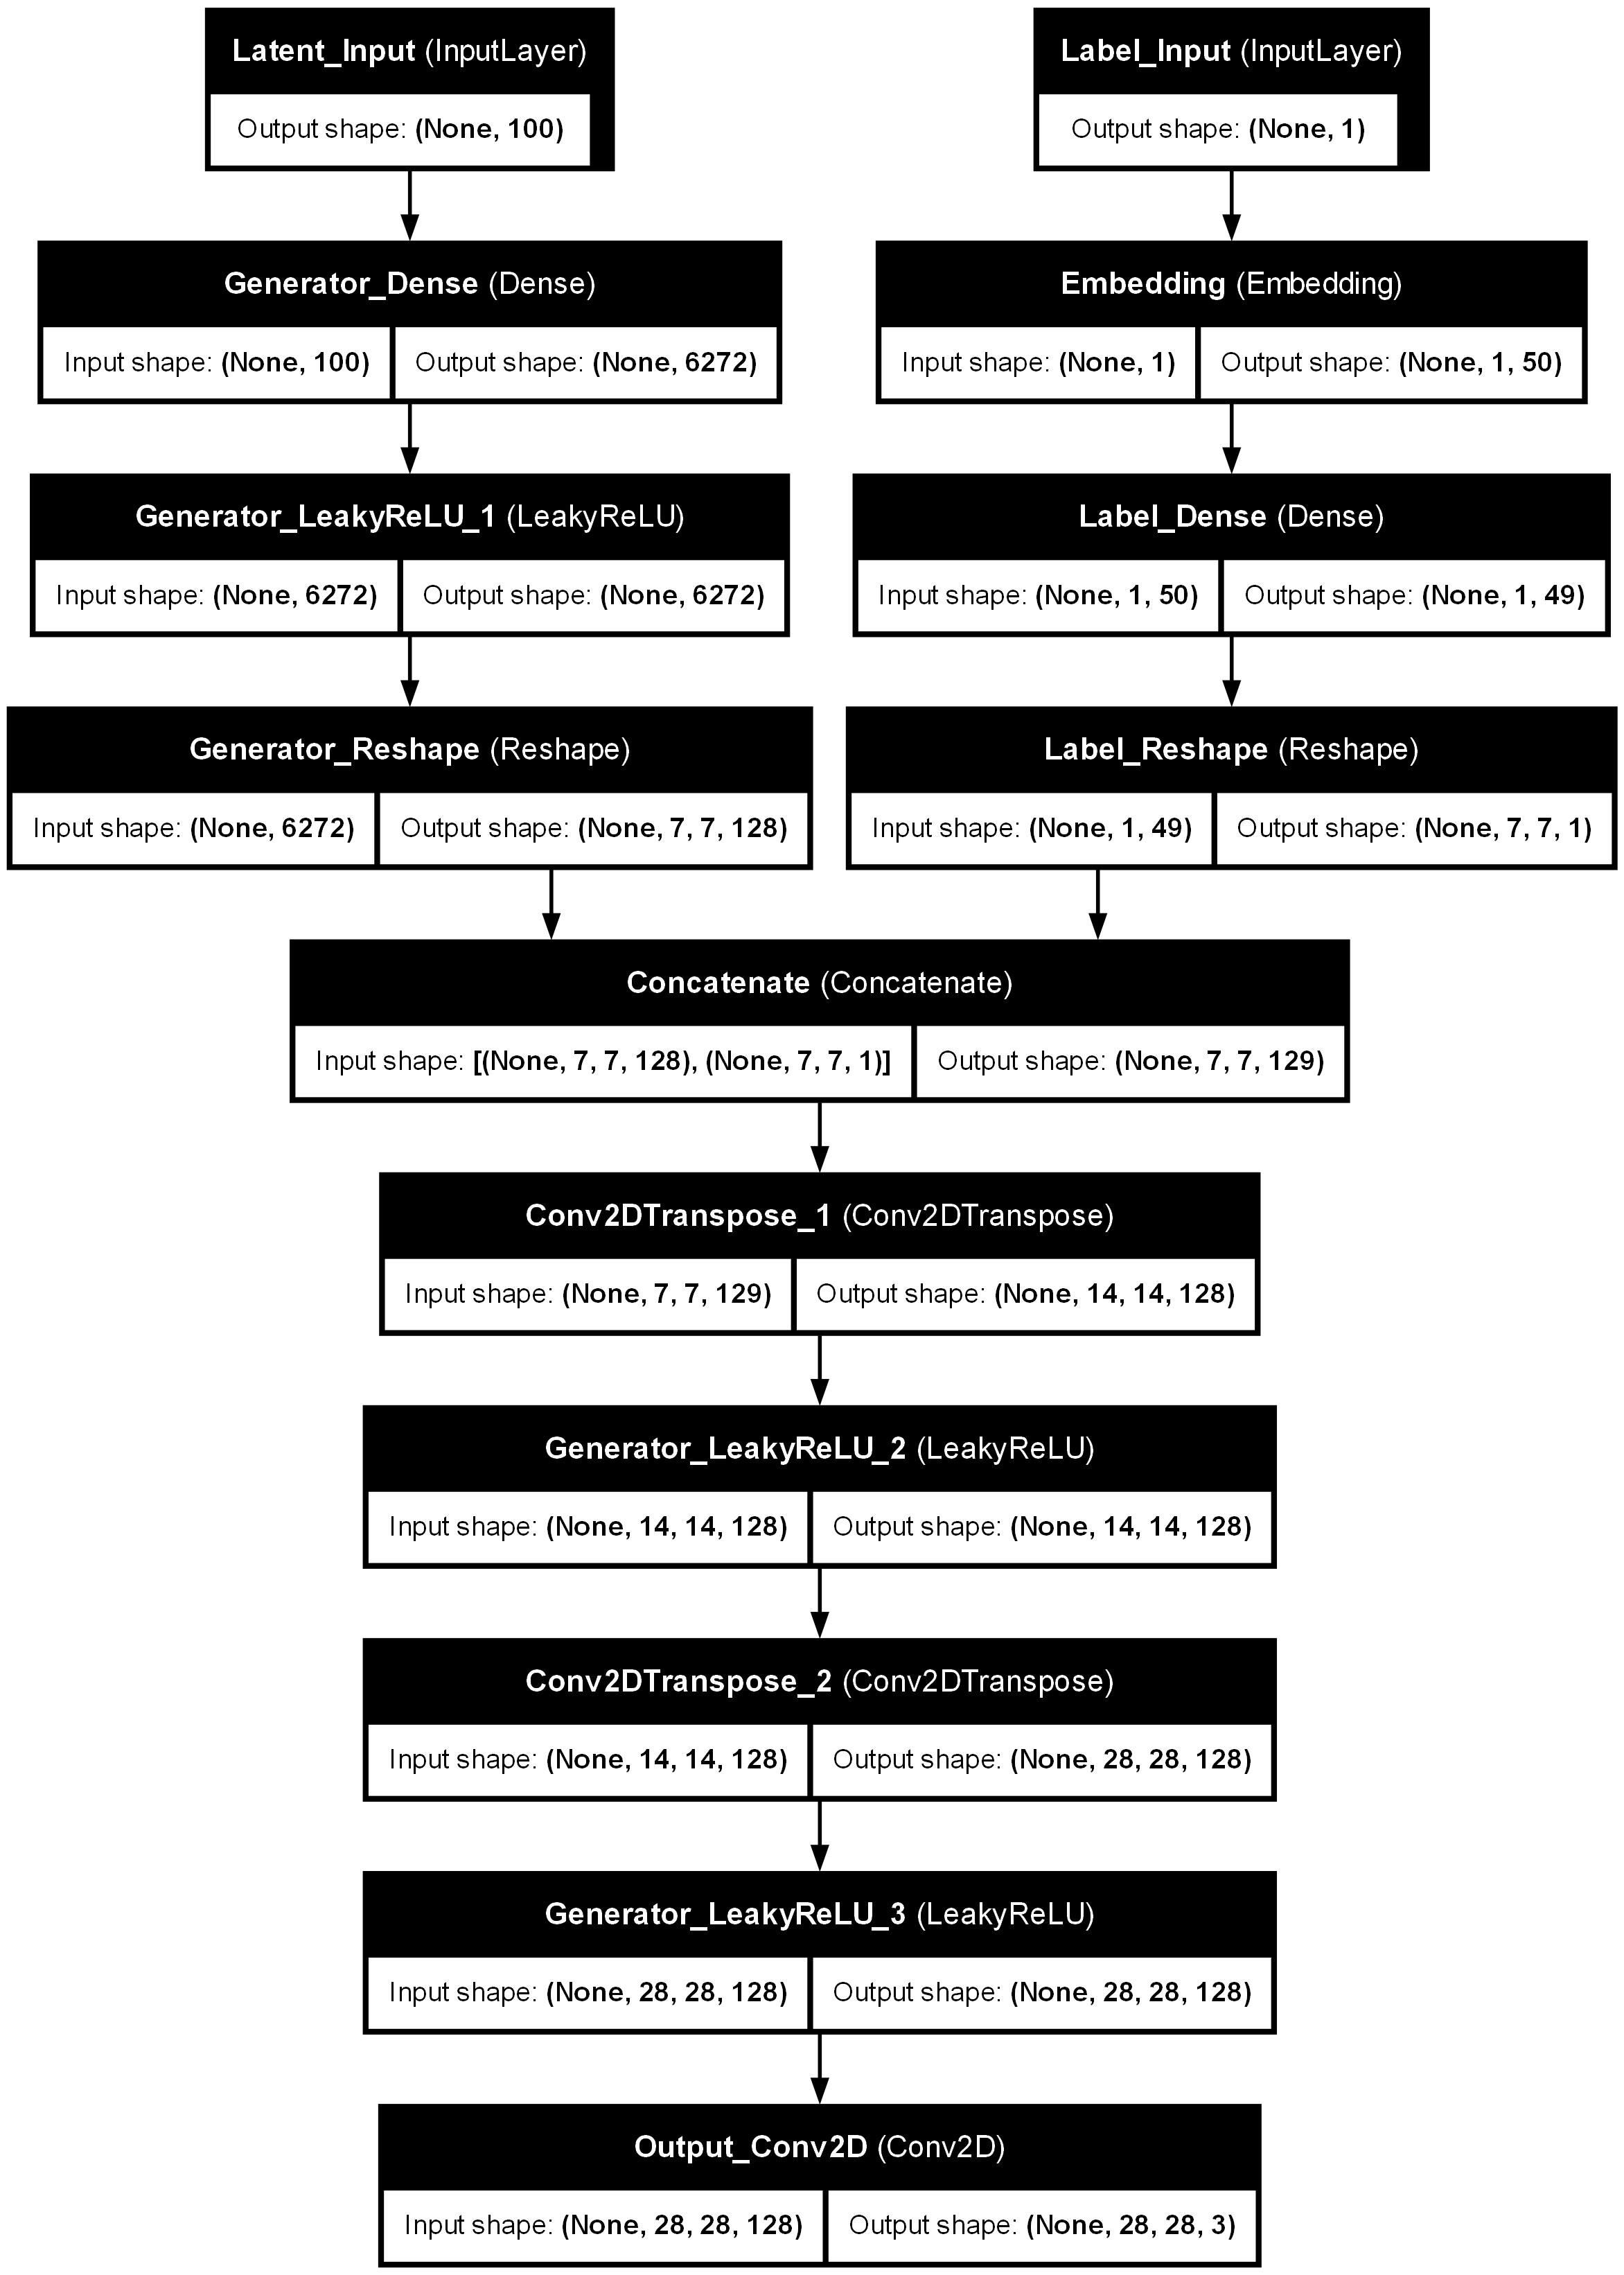 Latent_Input (InputLayer)
Output shape: (None, 100)
Label_Input (InputLayer)
Output shape: (None, 1)
Generator_Dense (Dense)
Input shape: (None, 100)
Output shape: (None, 6272)
Embedding (Embedding)
Input shape: (None, 1)
Output shape: (None, 1, 50)
Generator_LeakyReLU_1 (LeakyReLU)
Input shape: (None, 6272)
Output shape: (None, 6272)
Label_Dense (Dense)
Input shape: (None, 1, 50)
Output shape: (None, 1, 49)
Generator_Reshape (Reshape)
Input shape: (None, 6272)
Output shape: (None, 7, 7, 128)
Label_Reshape (Reshape)
Input shape: (None, 1, 49)
Output shape: (None, 7, 7, 1)
Concatenate (Concatenate)
Input shape: [(None, 7, 7, 128), (None, 7, 7, 1)]
Output shape: (None, 7, 7, 129)
Conv2DTranspose_1 (Conv2DTranspose)
Input shape: (None, 7, 7, 129)
Output shape: (None, 14, 14, 128)
Generator_LeakyReLU_2 (LeakyReLU)
Input shape: (None, 14, 14, 128)
Output shape: (None, 14, 14, 128)
Conv2DTranspose_2 (Conv2DTranspose)
Input shape: (None, 14, 14, 128)
Output shape: (None, 28, 28, 128)
Generator_LeakyReLU_3 (LeakyReLU)
Input shape: (None, 28, 28, 128)
Output shape: (None, 28, 28, 128)
Output_Conv2D (Conv2D)
Input shape: (None, 28, 28, 128)
Output shape: (None, 28, 28, 3)